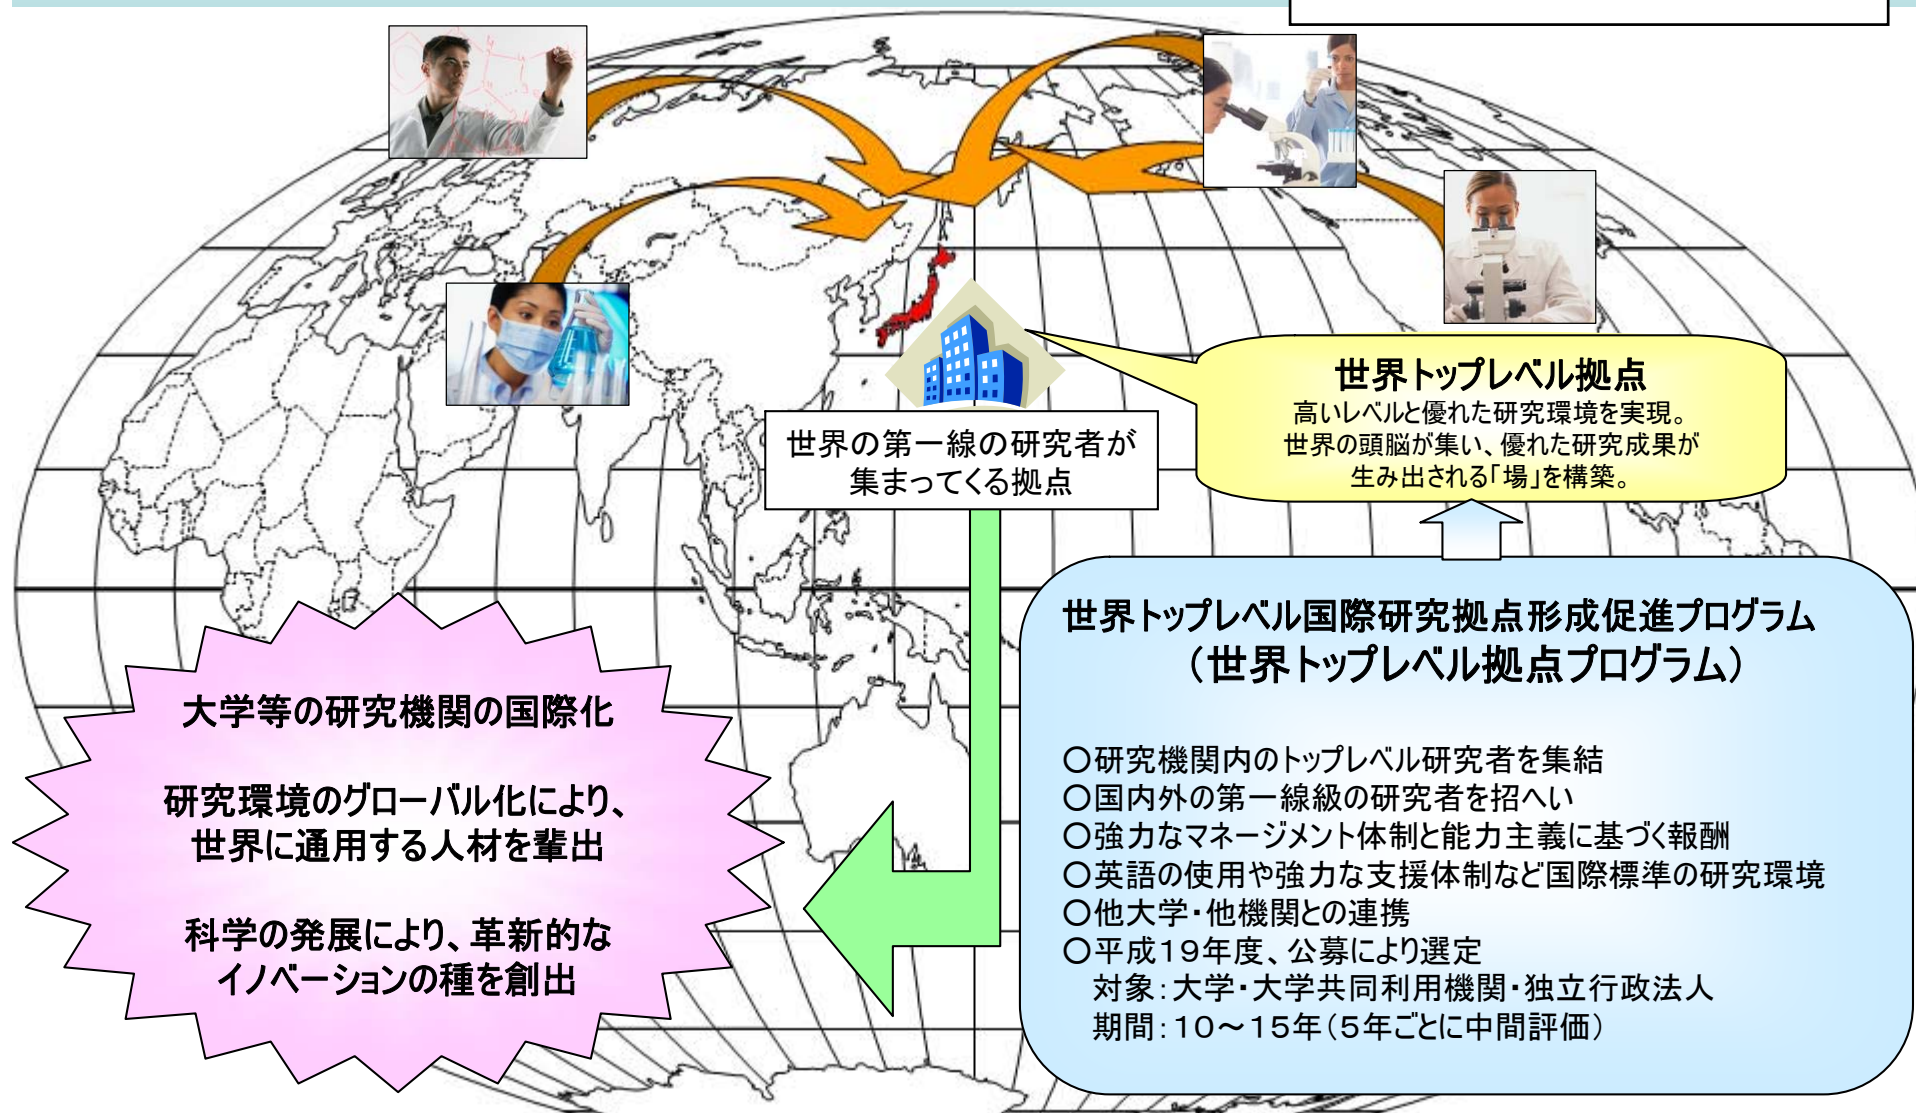 世界トップレベル拠点
高いレベルと優れた研究環境を実現。
世界の頭脳が集い、優れた研究成果が
生み出される「場」を構築。
世界の第一線の研究者が
集まってくる拠点
世界トップレベル国際研究拠点形成促進プログラム
（世界トップレベル拠点プログラム）
○研究機関内のトップレベル研究者を集結
○国内外の第一線級の研究者を招へい
○強力なマネージメント体制と能力主義に基づく報酬
○英語の使用や強力な支援体制など国際標準の研究環境
○他大学・他機関との連携
○平成１９年度、公募により選定
対象：大学・大学共同利用機関・独立行政法人
期間：１０～１５年（５年ごとに中間評価）
大学等の研究機関の国際化
研究環境のグローバル化により、
世界に通用する人材を輩出
科学の発展により、革新的な
イノベーションの種を創出